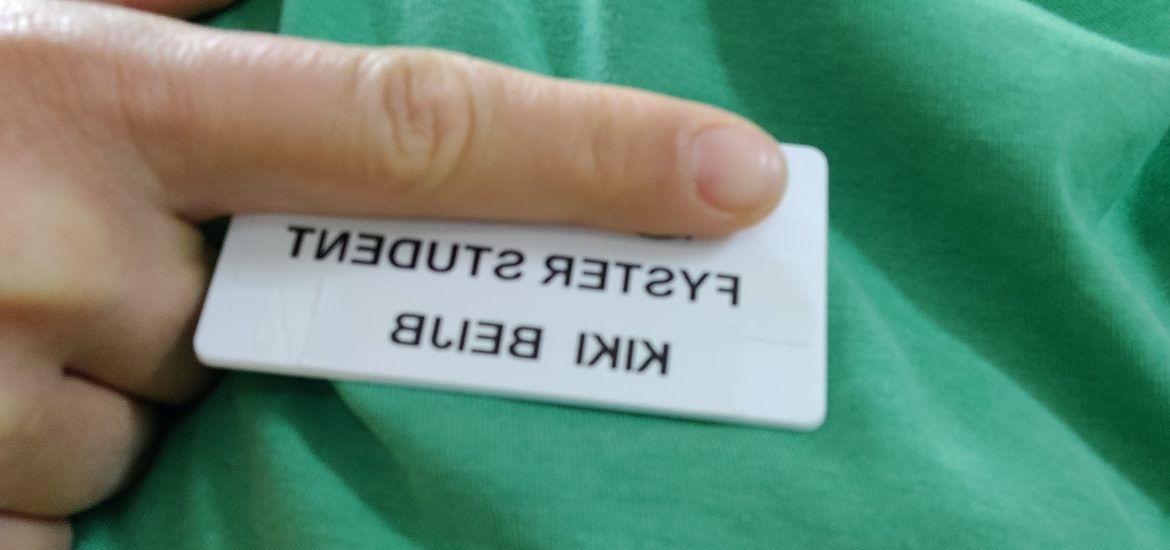 FYSTER STUDENT
KIKI BEIJB